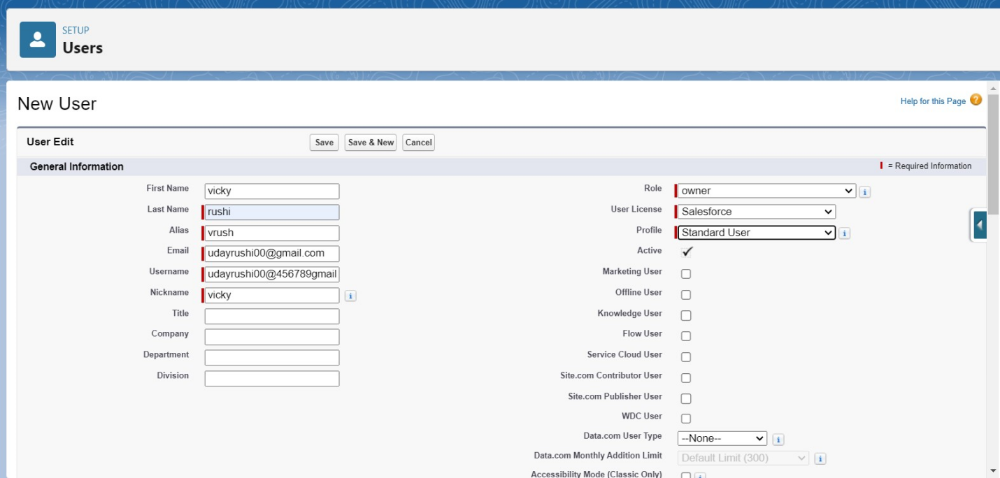 SETUP
Users
New User
Help for this Page ?
User Edit
Save
Save & New
Cancel
General Information
= Required Information
First Name vicky
Last Name rushi
Alias vrush
Email udayrushi00@gmail.com
Username udayrushi00@456789gmail
Nickname vicky i
Title
Company
Department
Division
Role owner i
User License Salesforce
Profile Standard User i
Active
Marketing User
Offline User
Knowledge User
Flow User
Service Cloud User
Site.com Contributor User
Site.com Publisher User
WDC User
Data.com User Type --None-- i
Data.com Monthly Addition Limit Default Limit (300) i
Accessibility Mode (Classic Only) i